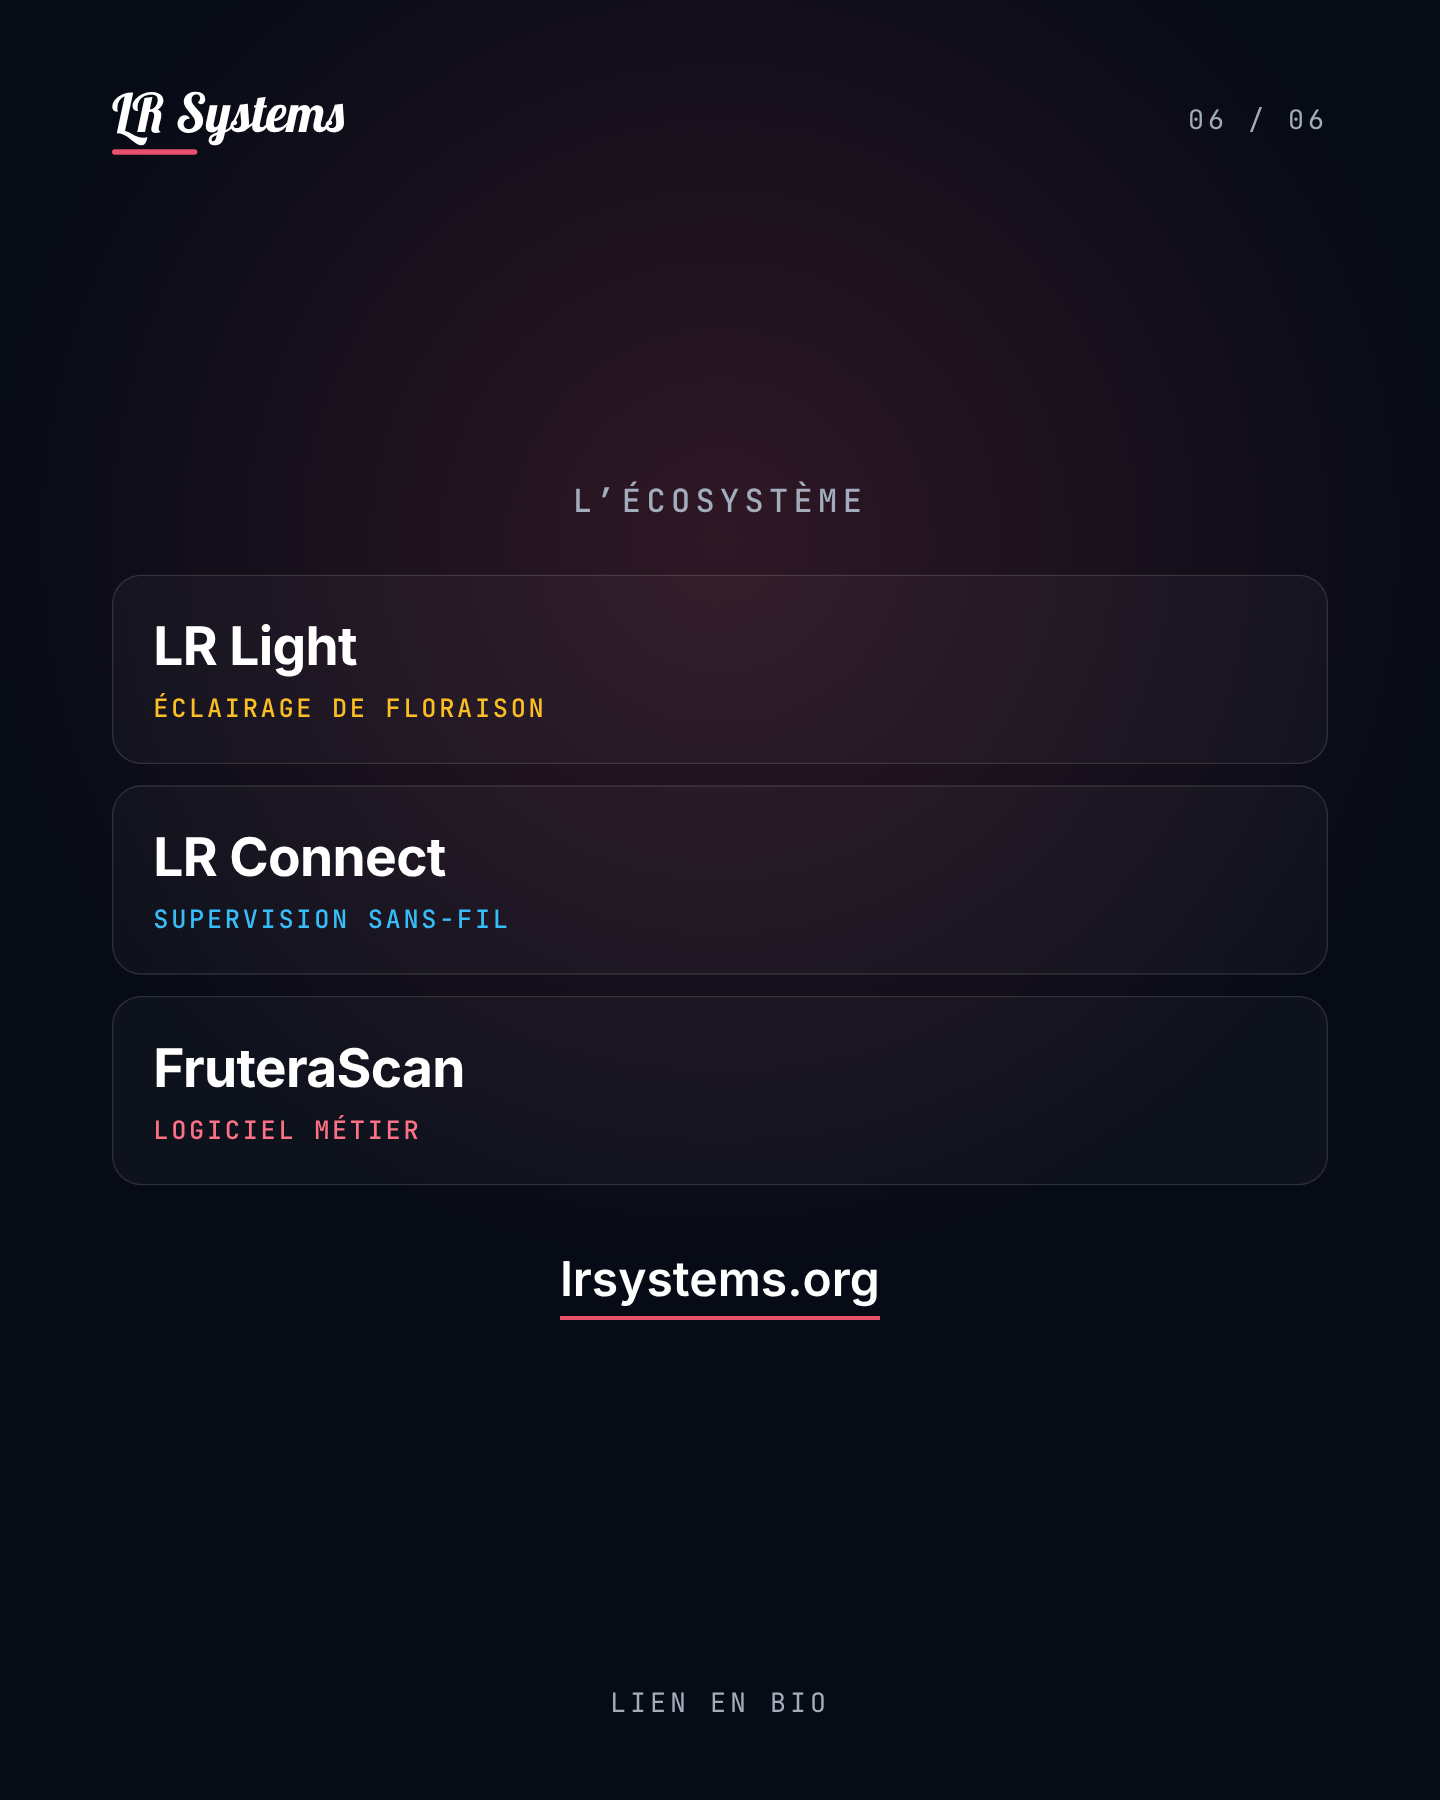 LR Systems
06 / 06
L’ÉCOSYSTÈME
LR Light
ÉCLAIRAGE DE FLORAISON
LR Connect
SUPERVISION SANS-FIL
FruteraScan
LOGICIEL MÉTIER
lrsystems.org
LIEN EN BIO